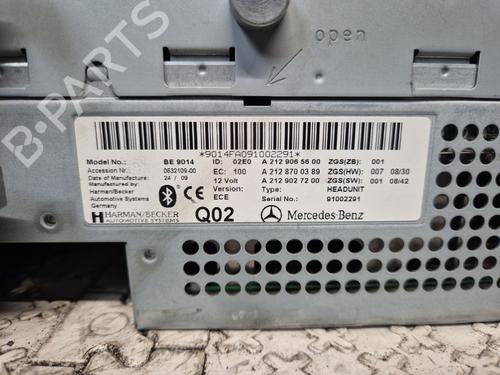 open
*9014FA091002291*
Model No.: BE 9014 ID: 02E0 A 212 906 56 00 ZGS(ZB): 001
Accession Nr.: 0632109-00 EC: 100 A 212 870 03 89 ZGS(HW): 007 08/30
Date of Manufacture: 24 / 09 12 Volt A 212 902 72 00 ZGS(SW): 001 08/42
Manufactured by: Version: Type: HEADUNIT
Harman/Becker ECE Serial No.: 91002291
Automotive Systems
Germany
HARMAN/BECKER
AUTOMOTIVE SYSTEMS
Q02
Mercedes-Benz
B-PARTS